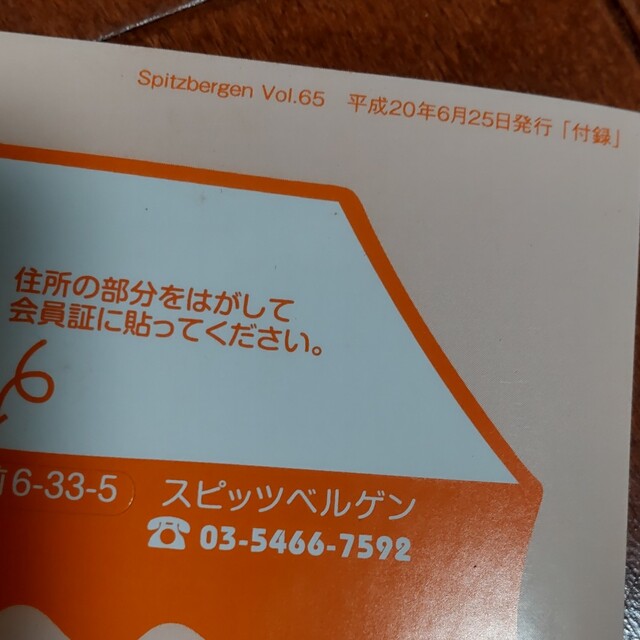 Spitzbergen Vol.65 平成20年6月25日発行「付録」
住所の部分をはがして
会員証に貼ってください。
前6-33-5
スピッツベルゲン
☎ 03-5466-7592